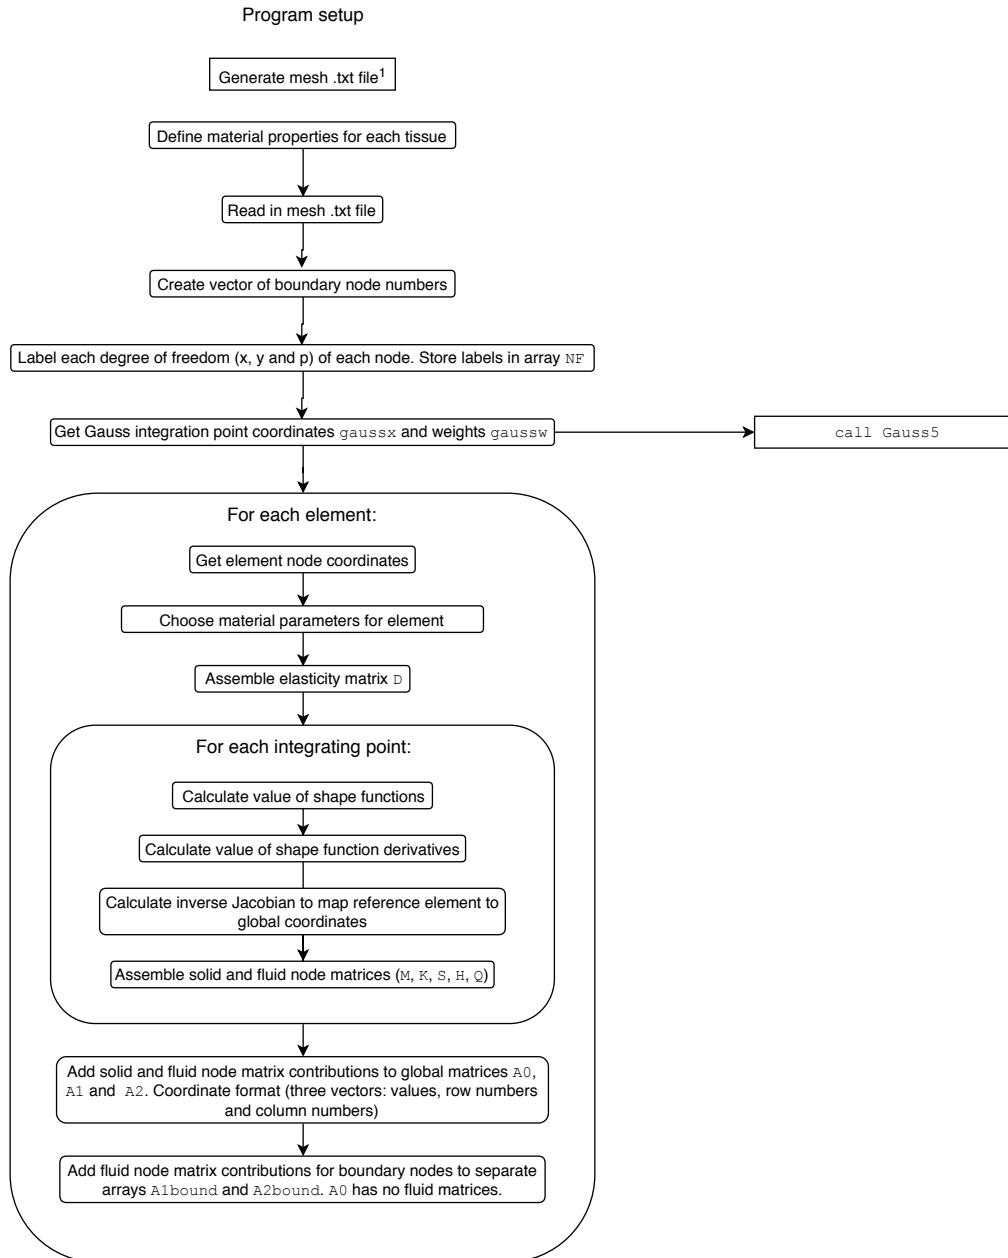 Program setup
Generate mesh .txt file1
Define material properties for each tissue
Read in mesh .txt file
Create vector of boundary node numbers
Label each degree of freedom (x, y and p) of each node. Store labels in array NF
Get Gauss integration point coordinates gaussx and weights gaussw
call Gauss5
For each element:
Get element node coordinates
Choose material parameters for element
Assemble elasticity matrix D
For each integrating point:
Calculate value of shape functions
Calculate value of shape function derivatives
Calculate inverse Jacobian to map reference element to
global coordinates
Assemble solid and fluid node matrices (M, K, S, H, Q)
Add solid and fluid node matrix contributions to global matrices A0,
A1 and A2. Coordinate format (three vectors: values, row numbers
and column numbers)
Add fluid node matrix contributions for boundary nodes to separate
arrays A1bound and A2bound. A0 has no fluid matrices.